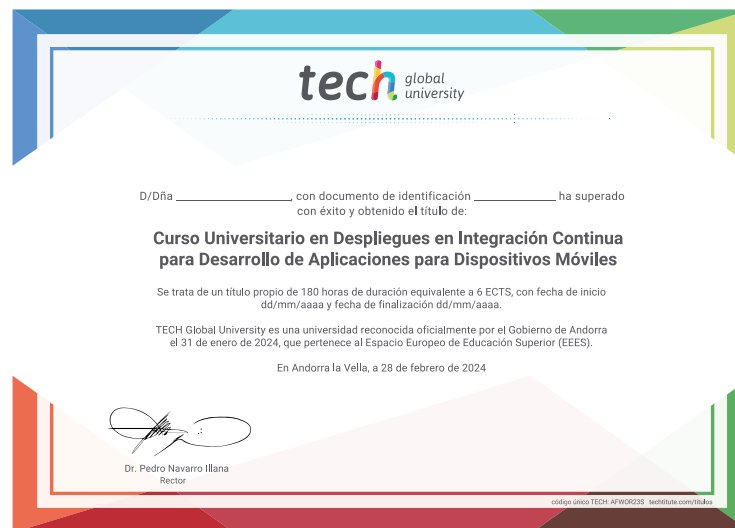 tech global
university
D/Dña ____________________, con documento de identificación ______________ ha superado
con éxito y obtenido el título de:
Curso Universitario en Despliegues en Integración Continua
para Desarrollo de Aplicaciones para Dispositivos Móviles
Se trata de un título propio de 180 horas de duración equivalente a 6 ECTS, con fecha de inicio
dd/mm/aaaa y fecha de finalización dd/mm/aaaa.
TECH Global University es una universidad reconocida oficialmente por el Gobierno de Andorra
el 31 de enero de 2024, que pertenece al Espacio Europeo de Educación Superior (EEES).
En Andorra la Vella, a 28 de febrero de 2024
Dr. Pedro Navarro Illana
Rector
código único TECH: AFWOR23S techtitute.com/títulos